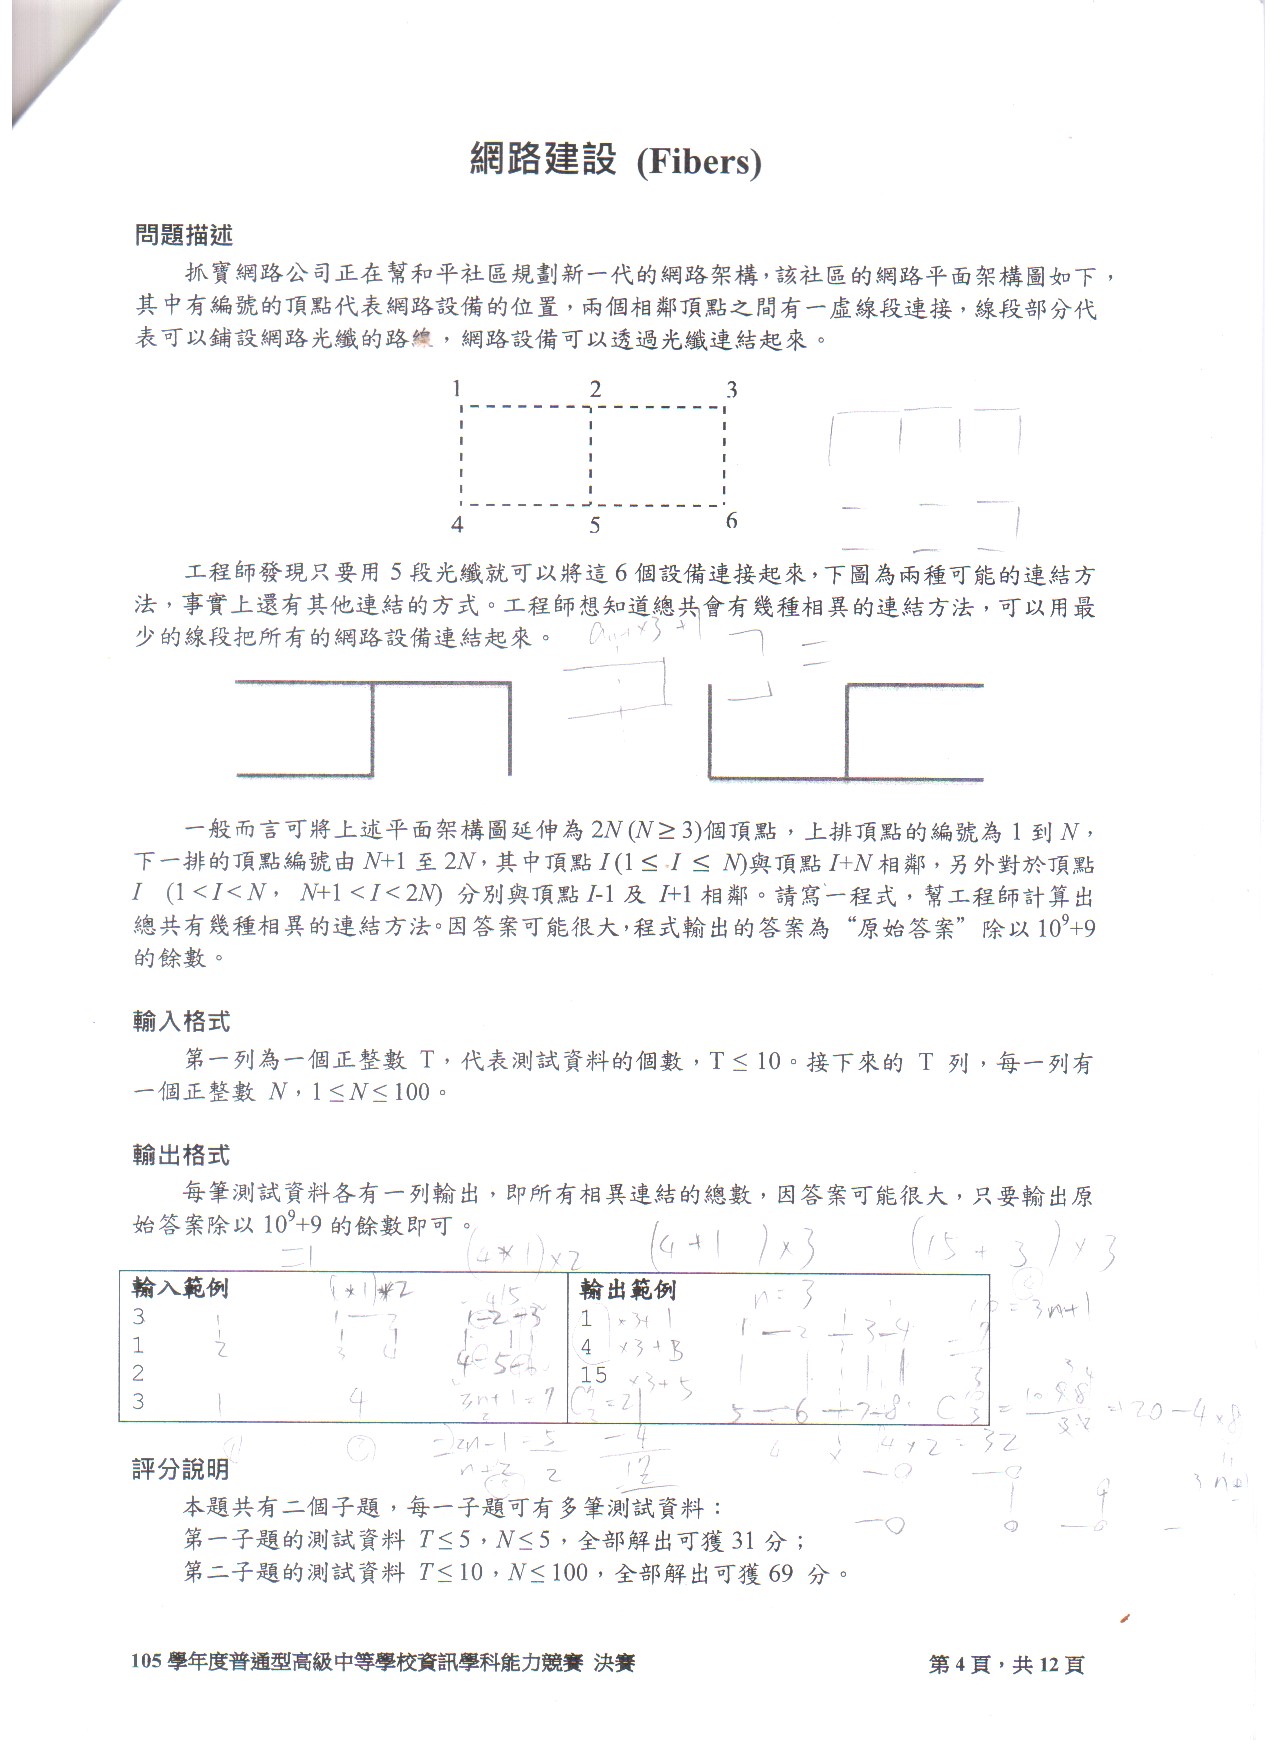 網路建設 (Fibers)
問題描述
抓寶網路公司正在幫和平社區規劃新一代的網路架構，該社區的網路平面架構圖如下，
其中有編號的頂點代表網路設備的位置，兩個相鄰頂點之間有一虛線段連接，線段部分代
表可以鋪設網路光纖的路線，網路設備可以透過光纖連結起來。
1 2 3
4 5 6
工程師發現只要用 5 段光纖就可以將這 6 個設備連接起來，下圖為兩種可能的連結方
法，事實上還有其他連結的方式。工程師想知道總共會有幾種相異的連結方法，可以用最
少的線段把所有的網路設備連結起來。
一般而言可將上述平面架構圖延伸為 2N (N ≥ 3)個頂點，上排頂點的編號為 1 到 N，
下一排的頂點編號由 N+1 至 2N，其中頂點 I (1 ≤ I ≤ N)與頂點 I+N 相鄰，另外對於頂點
I (1 < I < N， N+1 < I < 2N) 分別與頂點 I-1 及 I+1 相鄰。請寫一程式，幫工程師計算出
總共有幾種相異的連結方法。因答案可能很大，程式輸出的答案為 “原始答案” 除以 10⁹+9
的餘數。
輸入格式
第一列為一個正整數 T，代表測試資料的個數，T ≤ 10。接下來的 T 列，每一列有
一個正整數 N，1 ≤ N ≤ 100。
輸出格式
每筆測試資料各有一列輸出，即所有相異連結的總數，因答案可能很大，只要輸出原
始答案除以 10⁹+9 的餘數即可。
=1 (4*1)×2 (4+1)×3 (15+3)×3
輸入範例 (1*1)*2 輸出範例 n=3
3 1 ×3+1
1 4 ×3+3
2 15 ×3+5
3
評分說明
本題共有二個子題，每一子題可有多筆測試資料：
第一子題的測試資料 T ≤ 5，N ≤ 5，全部解出可獲 31 分；
第二子題的測試資料 T ≤ 10，N ≤ 100，全部解出可獲 69 分。
105 學年度普通型高級中等學校資訊學科能力競賽 決賽 第 4 頁，共 12 頁